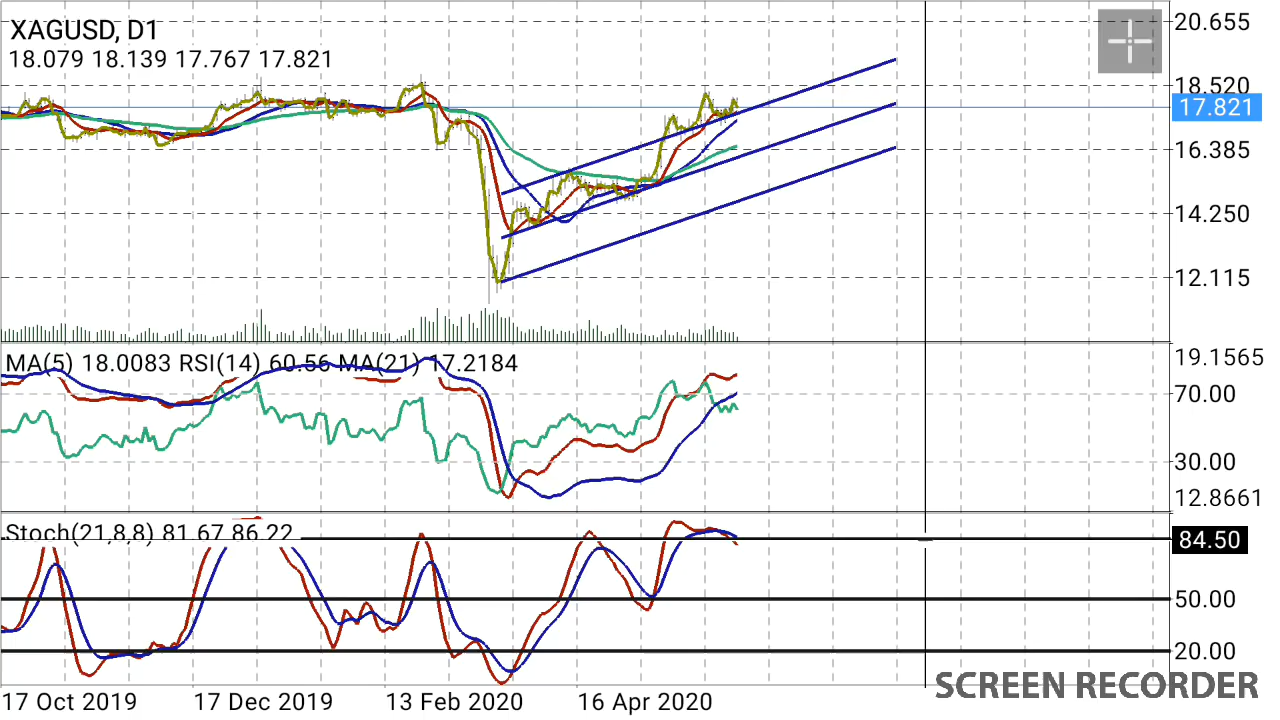 XAGUSD, D1
18.079 18.139 17.767 17.821
20.655
18.520
17.821
16.385
14.250
12.115
MA(5) 18.0083 RSI(14) 60.56 MA(21) 17.2184
19.1565
70.00
30.00
12.8661
Stoch(21,8,8) 81.67 86.22
84.50
50.00
20.00
17 Oct 2019 17 Dec 2019 13 Feb 2020 16 Apr 2020
SCREEN RECORDER